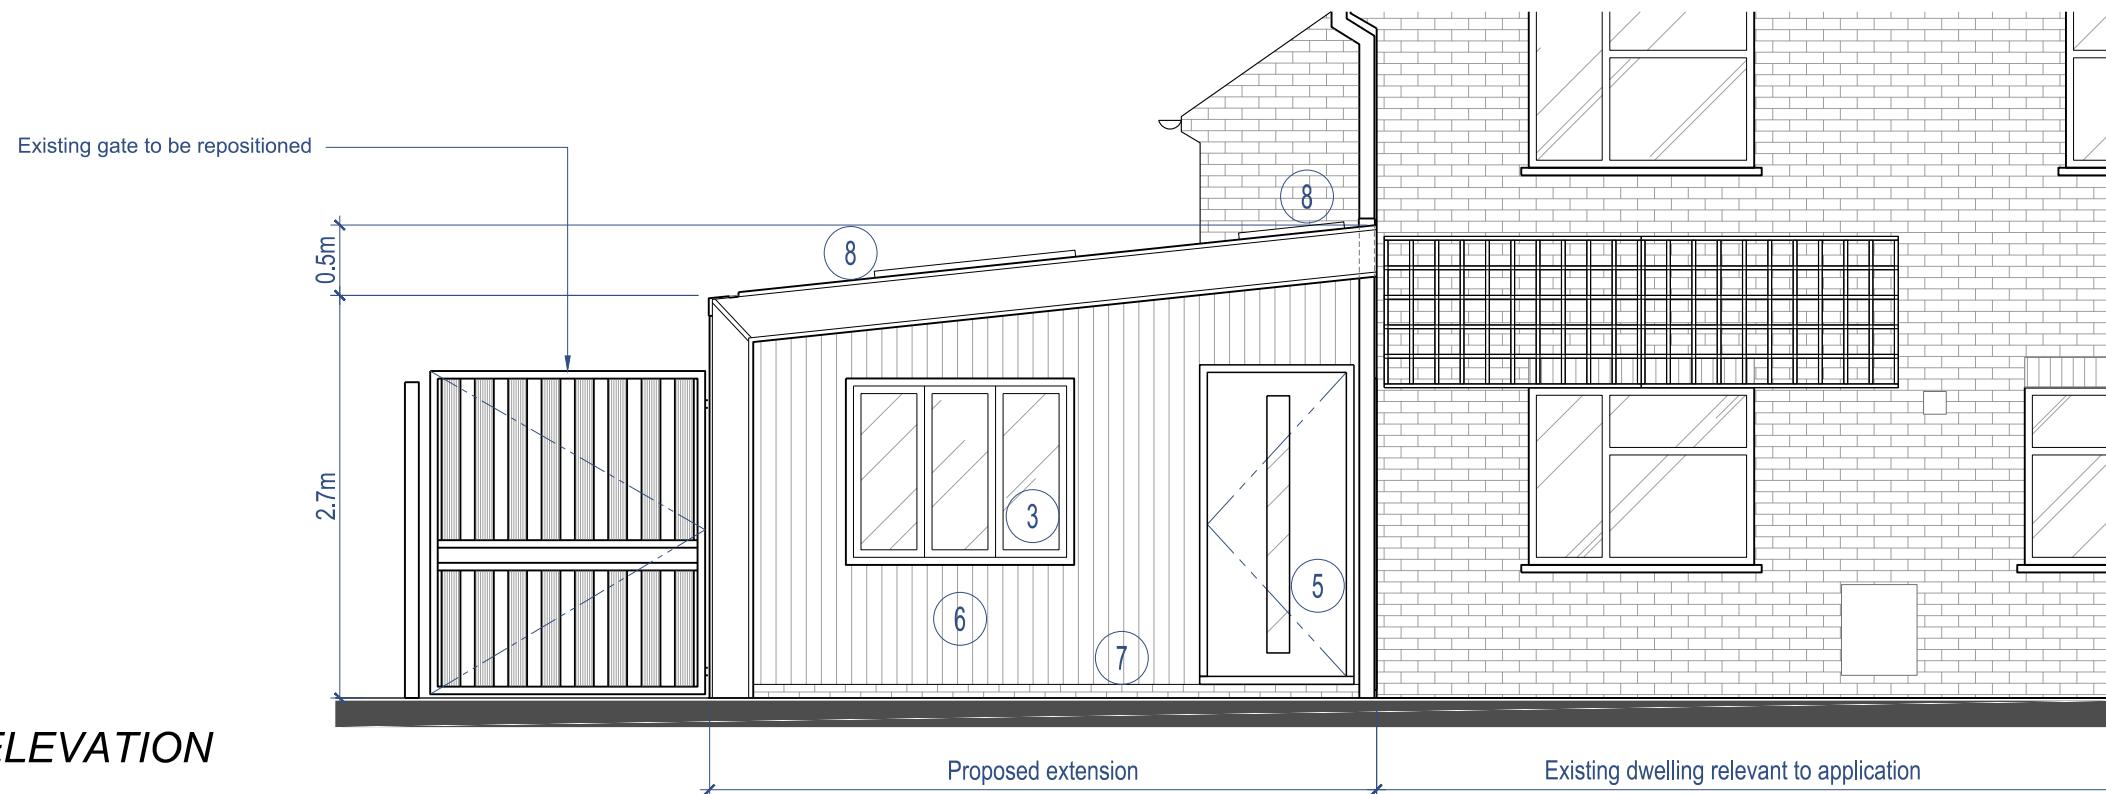 Existing gate to be repositioned
8
8
0.5m
2.7m
3
5
6
7
ELEVATION
Proposed extension
Existing dwelling relevant to application